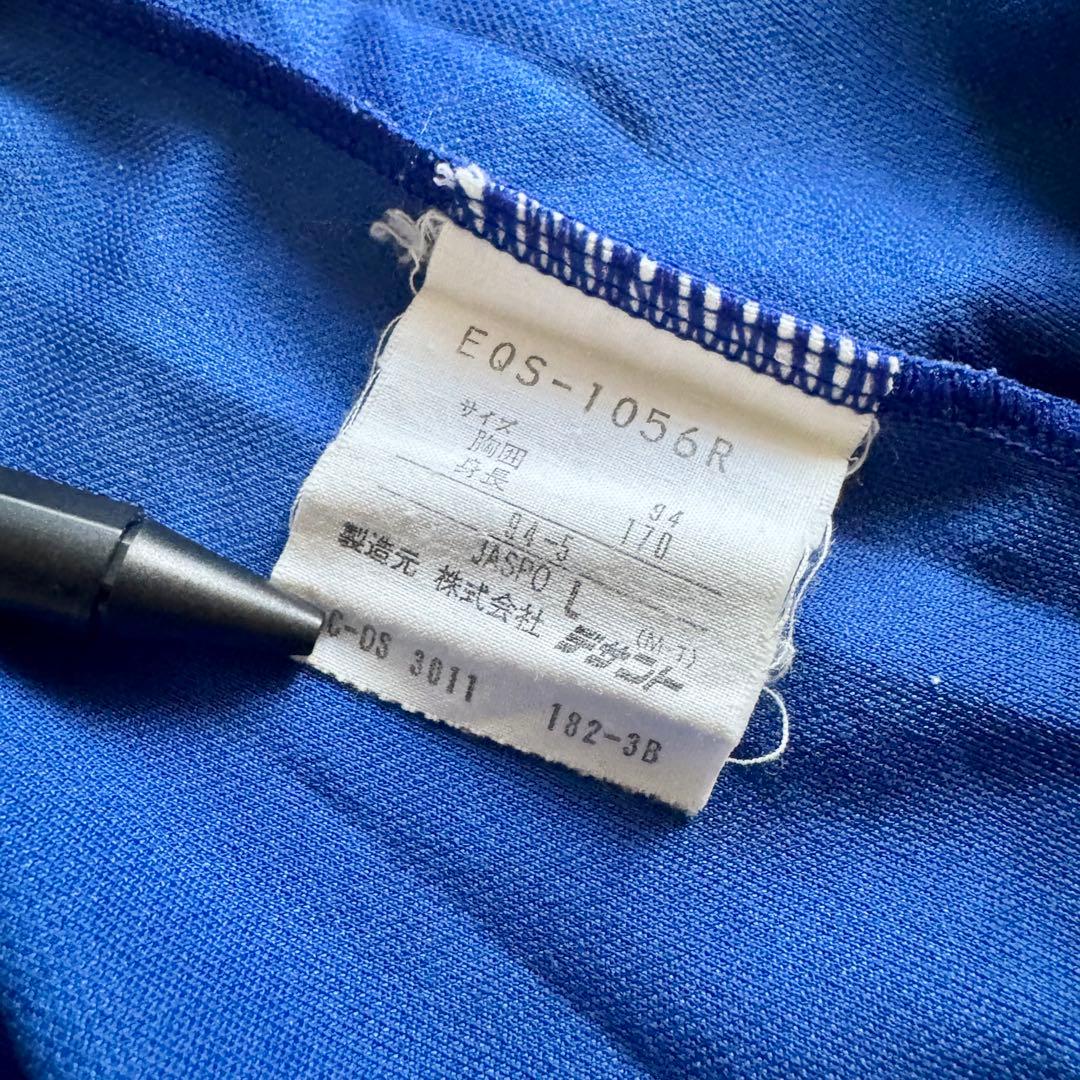 EQS-1056R
サイズ
胸囲 94
身長 170
94-5
JASPO L
(N-T)
製造元 株式会社 デサント
C-OS 3011 182-3B